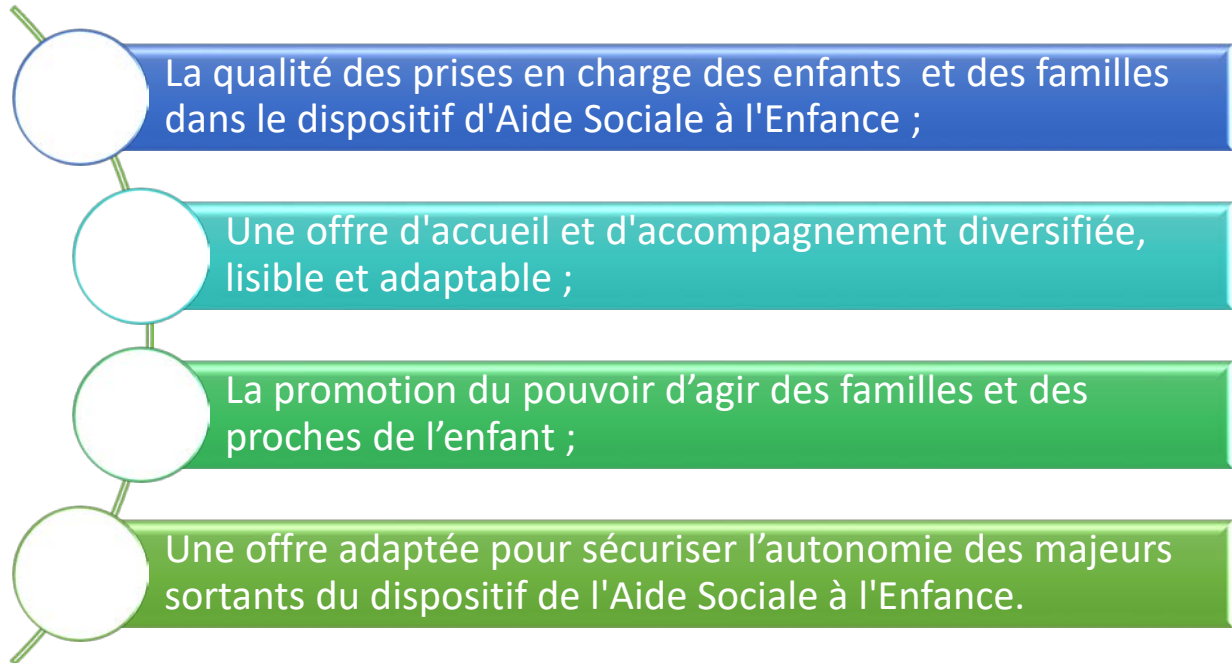 La qualité des prises en charge des enfants  et des familles
dans le dispositif d'Aide Sociale à l'Enfance ;
Une offre d'accueil et d'accompagnement diversifiée,
lisible et adaptable ;
La promotion du pouvoir d’agir des familles et des
proches de l’enfant ;
Une offre adaptée pour sécuriser l’autonomie des majeurs
sortants du dispositif de l'Aide Sociale à l'Enfance.